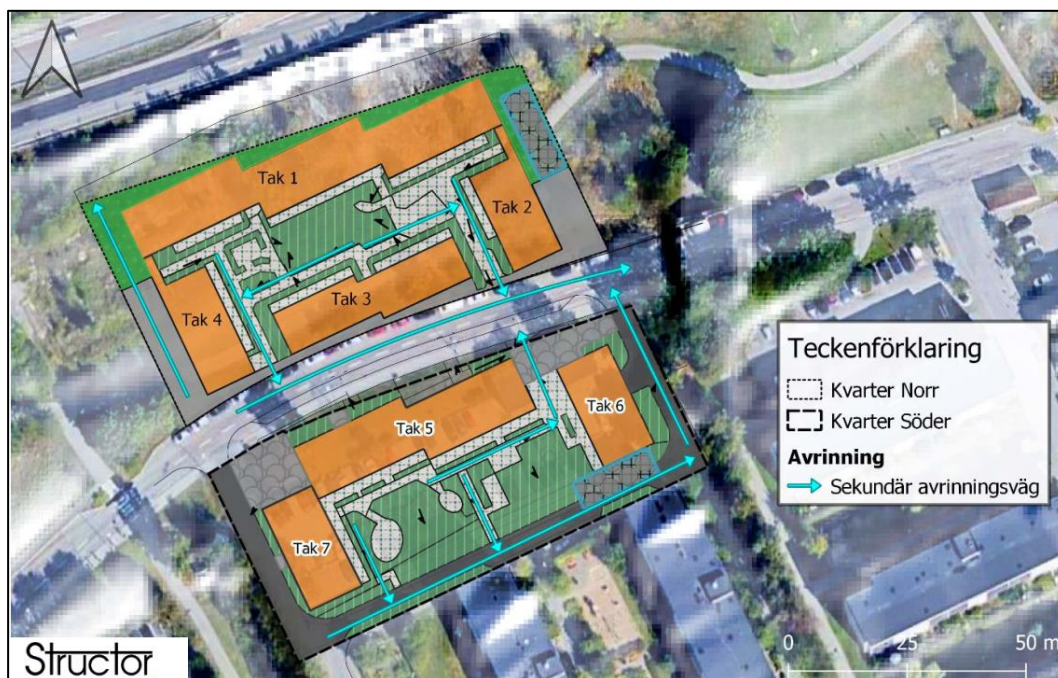 Tak 1
Tak 2
Tak 3
Tak 4
Tak 5
Tak 6
Tak 7
Teckenförklaring
Kvarter Norr
Kvarter Söder
Avrinning
Sekundär avrinningsväg
0 25 50 m
Structor